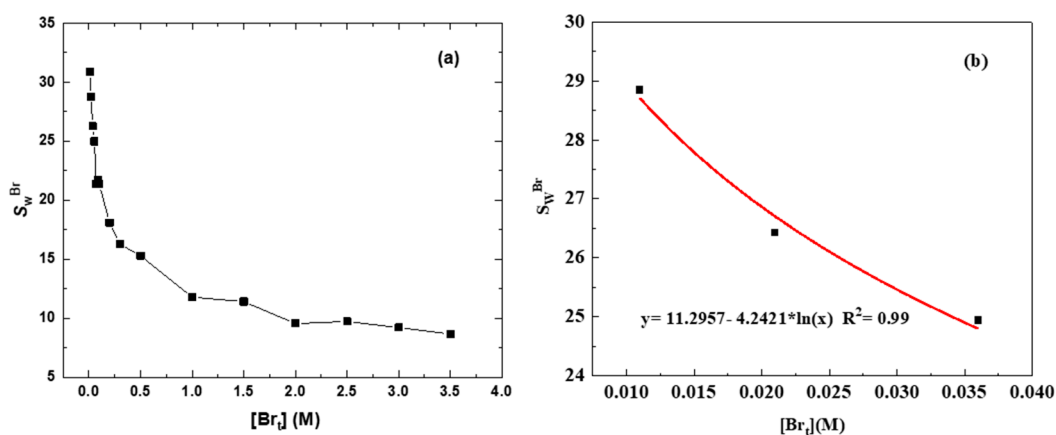 35
30
25
20
15
10
5
S_w^Br
(a)
0.0 0.5 1.0 1.5 2.0 2.5 3.0 3.5 4.0
[Br_t] (M)
30
29
28
27
26
25
24
S_W^Br
(b)
y= 11.2957- 4.2421*ln(x) R²= 0.99
0.010 0.015 0.020 0.025 0.030 0.035 0.040
[Br_t](M)